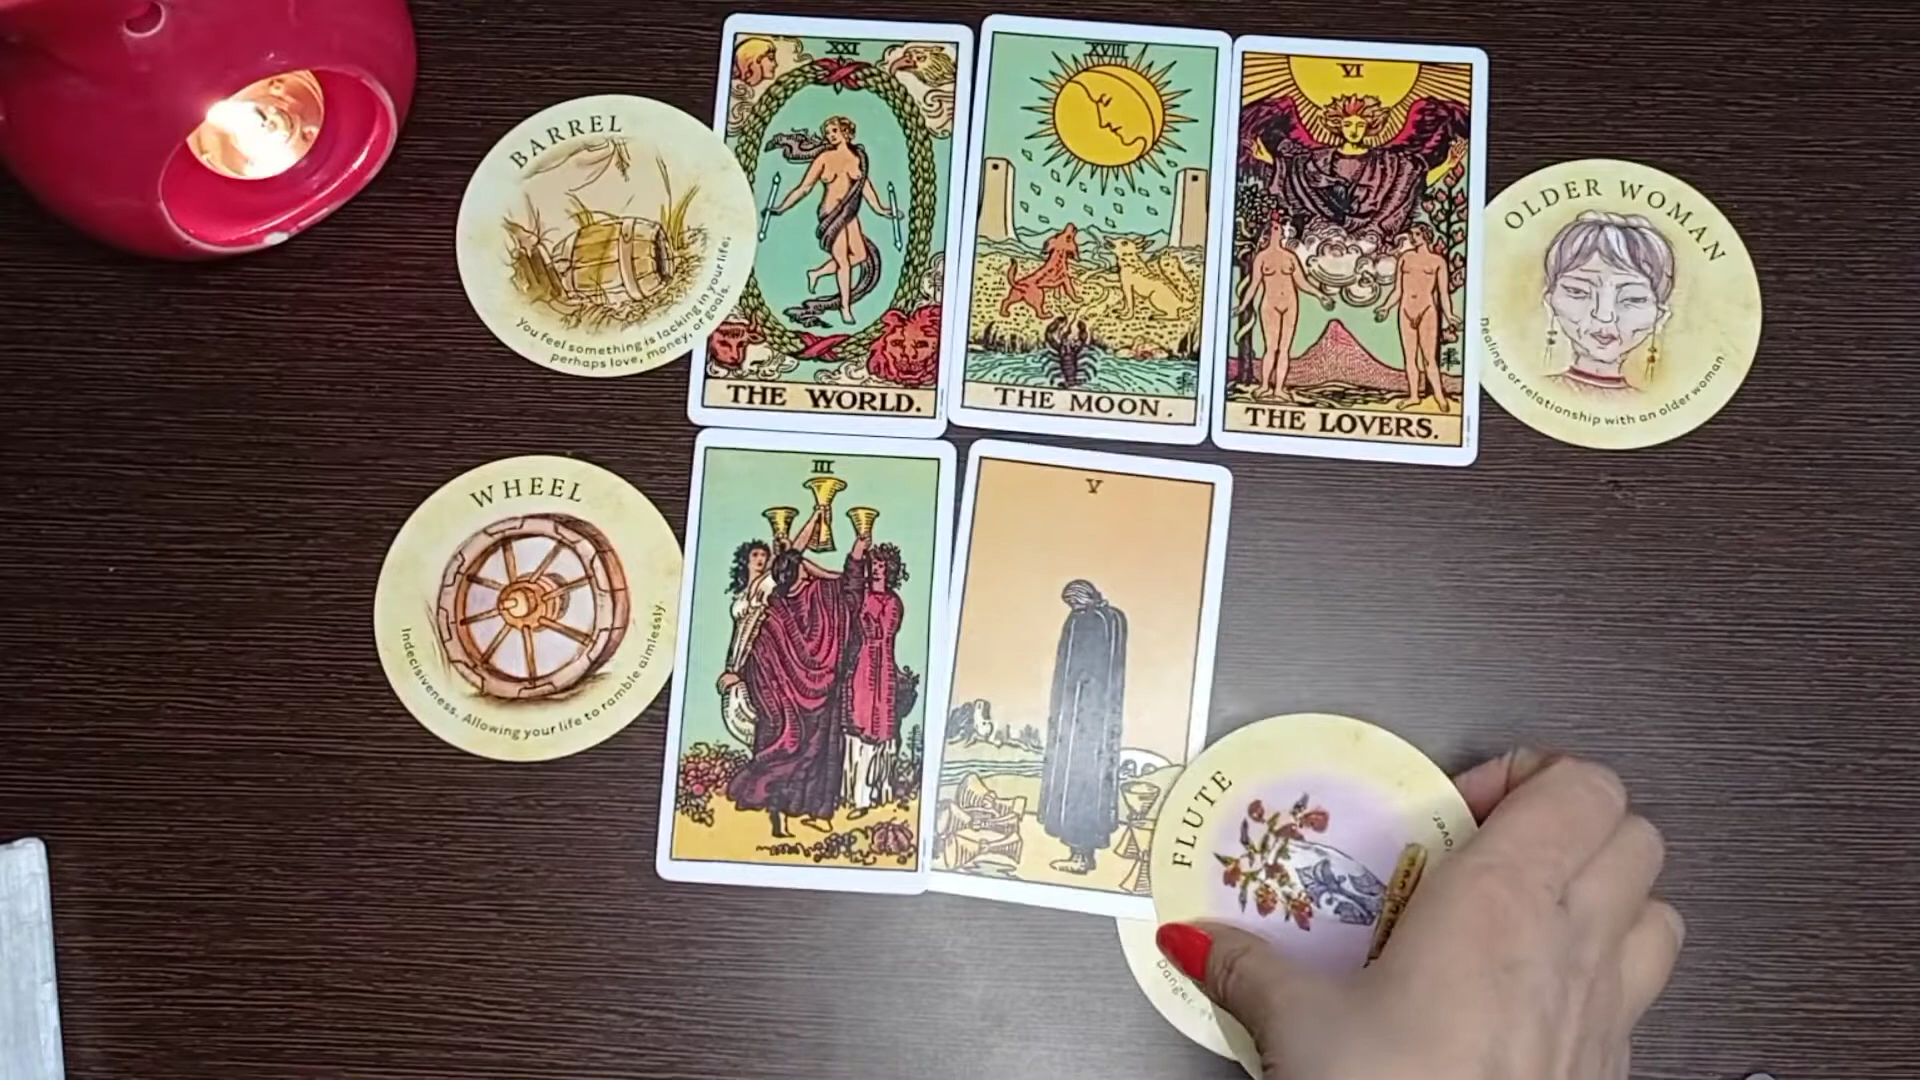 XXI
XVIII
VI
BARREL
You feel something is lacking in your life;
perhaps love, money, or goals.
THE WORLD.
THE MOON.
THE LOVERS.
OLDER WOMAN
Dealings or relationship with an older woman.
WHEEL
Indecisiveness. Allowing your life to ramble aimlessly.
III
V
FLUTE
Danger,